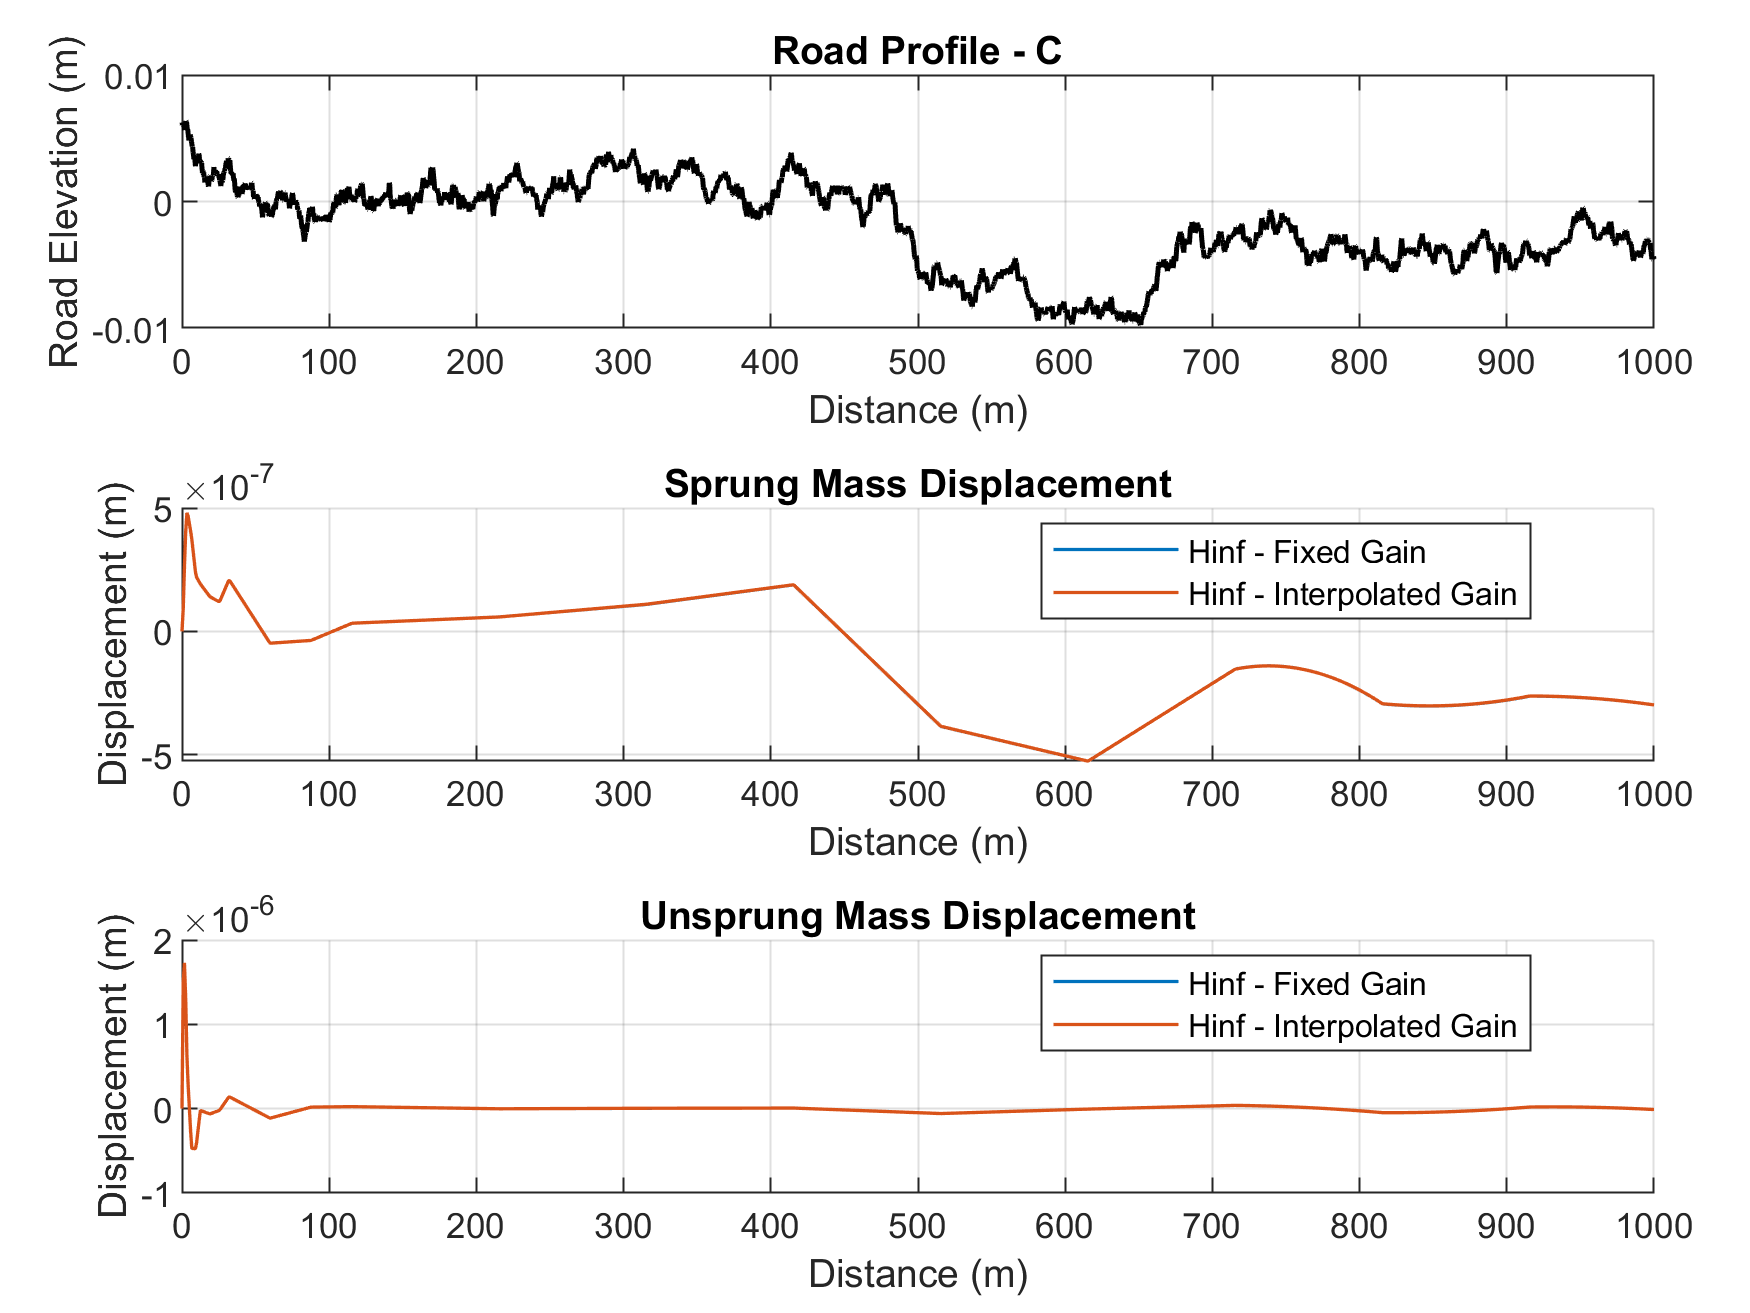 Road Profile - C
Road Elevation (m)
0.01
0
-0.01
0 100 200 300 400 500 600 700 800 900 1000
Distance (m)
Sprung Mass Displacement
×10-7
Displacement (m)
5
0
-5
Hinf - Fixed Gain
Hinf - Interpolated Gain
0 100 200 300 400 500 600 700 800 900 1000
Distance (m)
Unsprung Mass Displacement
×10-6
Displacement (m)
2
1
0
-1
Hinf - Fixed Gain
Hinf - Interpolated Gain
0 100 200 300 400 500 600 700 800 900 1000
Distance (m)